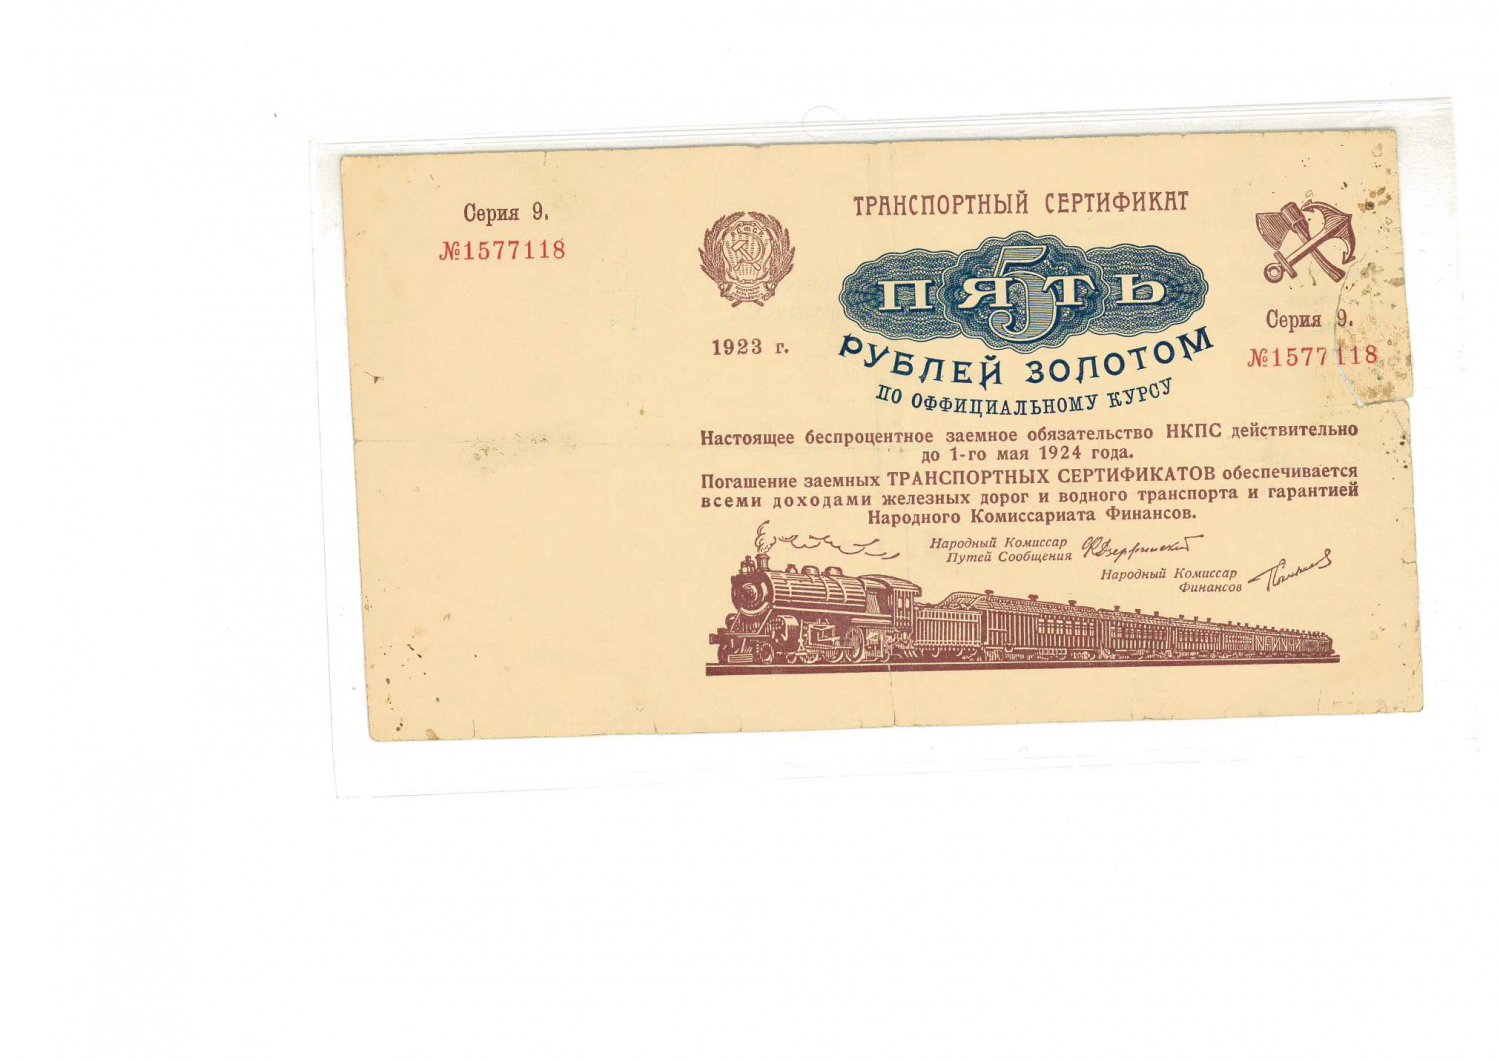 Серия 9.
№1577118
ТРАНСПОРТНЫЙ СЕРТИФИКАТ
РСФСР
5
ПЯТЬ
РУБЛЕЙ ЗОЛОТОМ
ПО ОФФИЦИАЛЬНОМУ КУРСУ
1923 г.
Серия 9.
№1577118
Настоящее беспроцентное заемное обязательство НКПС действительно
до 1-го мая 1924 года.
Погашение заемных ТРАНСПОРТНЫХ СЕРТИФИКАТОВ обеспечивается
всеми доходами железных дорог и водного транспорта и гарантией
Народного Комиссариата Финансов.
Народный Комиссар
Путей Сообщения Ф Дзержинский
Народный Комиссар
Финансов